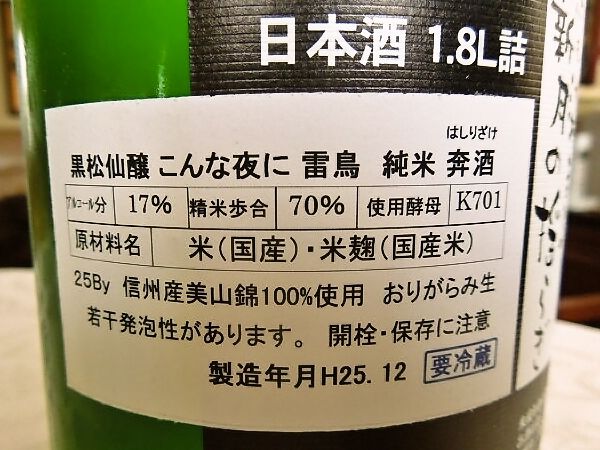 日本酒 1.8L詰
はしりざけ
黒松仙醸 こんな夜に 雷鳥 純米 奔酒
アルコール分 17% 精米歩合 70% 使用酵母 K701
原材料名 米(国産)・米麹(国産米)
25By 信州産美山錦100%使用 おりがらみ生
若干発泡性があります。 開栓・保存に注意
製造年月H25.12 要冷蔵